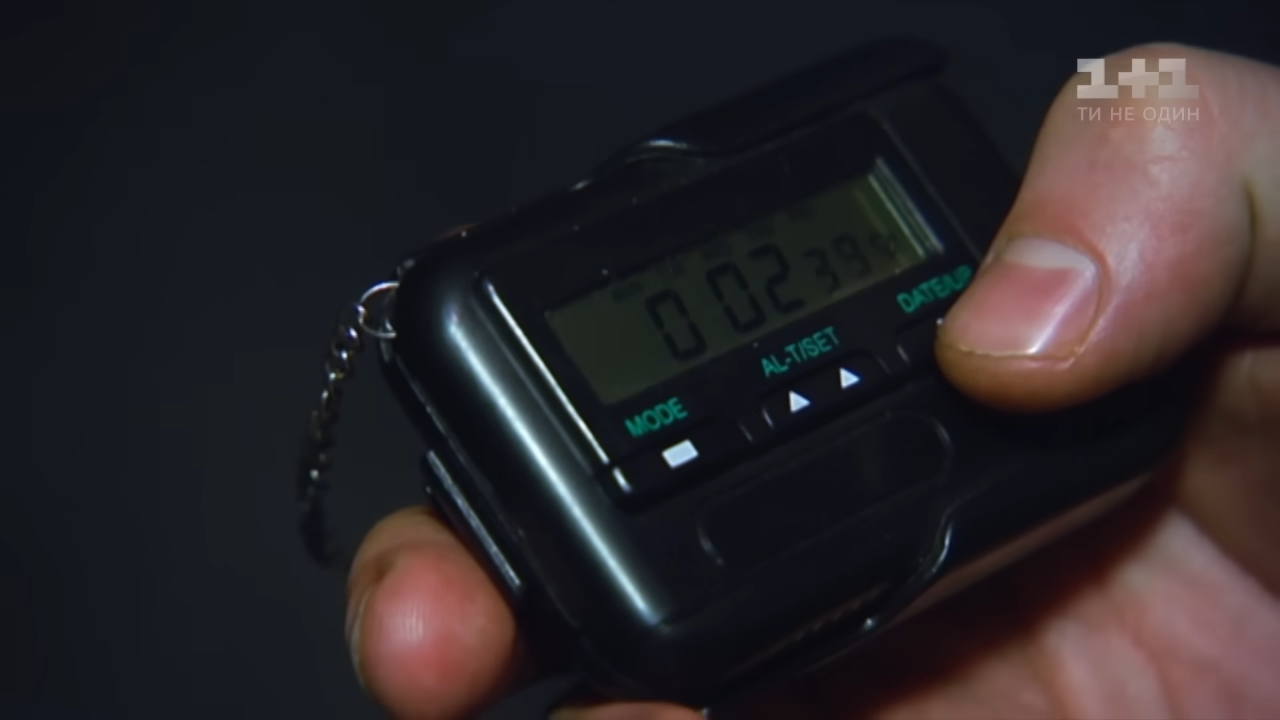 1+1
ТИ НЕ ОДИН
0 02 39
DATE/UP
AL-T/SET
MODE